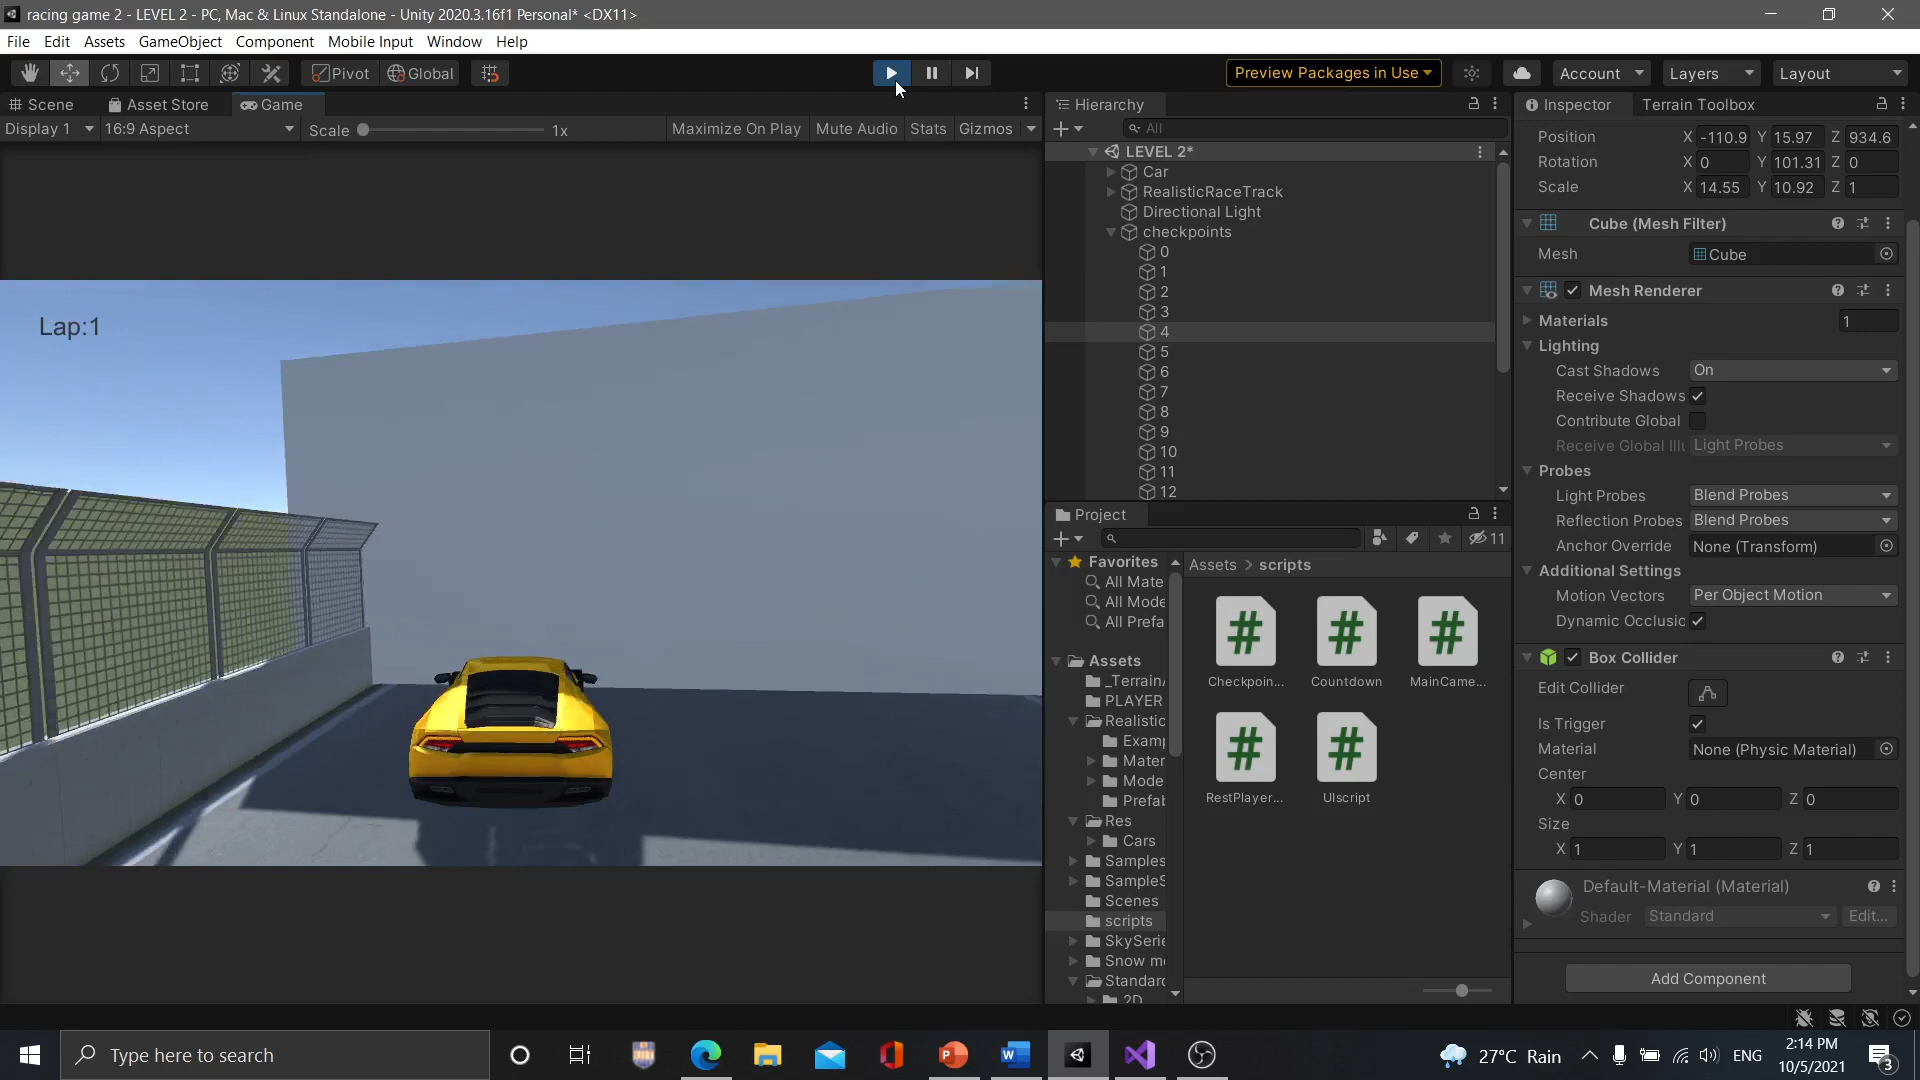 racing game 2 - LEVEL 2 - PC, Mac & Linux Standalone - Unity 2020.3.16f1 Personal* <DX11>
File Edit Assets GameObject Component Mobile Input Window Help
Pivot Global Preview Packages in Use Account Layers Layout
Scene Asset Store Game
Display 1 16:9 Aspect Scale 1x Maximize On Play Mute Audio Stats Gizmos
Lap:1
Hierarchy
All
LEVEL 2*
Car
RealisticRaceTrack
Directional Light
checkpoints
0
1
2
3
4
5
6
7
8
9
10
11
12
Project
11
Favorites
All Mate
All Mode
All Prefa
Assets
_Terrain
PLAYER
Realistic
Examp
Mater
Mode
Prefab
Res
Cars
Samples
SampleS
Scenes
scripts
SkySerie
Snow m
Standard
2D
Assets > scripts
Checkpoin...
Countdown
MainCame...
RestPlayer...
UIscript
Inspector Terrain Toolbox
Position X -110.9 Y 15.97 Z 934.6
Rotation X 0 Y 101.31 Z 0
Scale X 14.55 Y 10.92 Z 1
Cube (Mesh Filter)
Mesh Cube
Mesh Renderer
Materials 1
Lighting
Cast Shadows On
Receive Shadows
Contribute Global
Receive Global Illu Light Probes
Probes
Light Probes Blend Probes
Reflection Probes Blend Probes
Anchor Override None (Transform)
Additional Settings
Motion Vectors Per Object Motion
Dynamic Occlusic
Box Collider
Edit Collider
Is Trigger
Material None (Physic Material)
Center
X 0 Y 0 Z 0
Size
X 1 Y 1 Z 1
Default-Material (Material)
Shader Standard Edit...
Add Component
Type here to search
27°C Rain
ENG
2:14 PM
10/5/2021
3